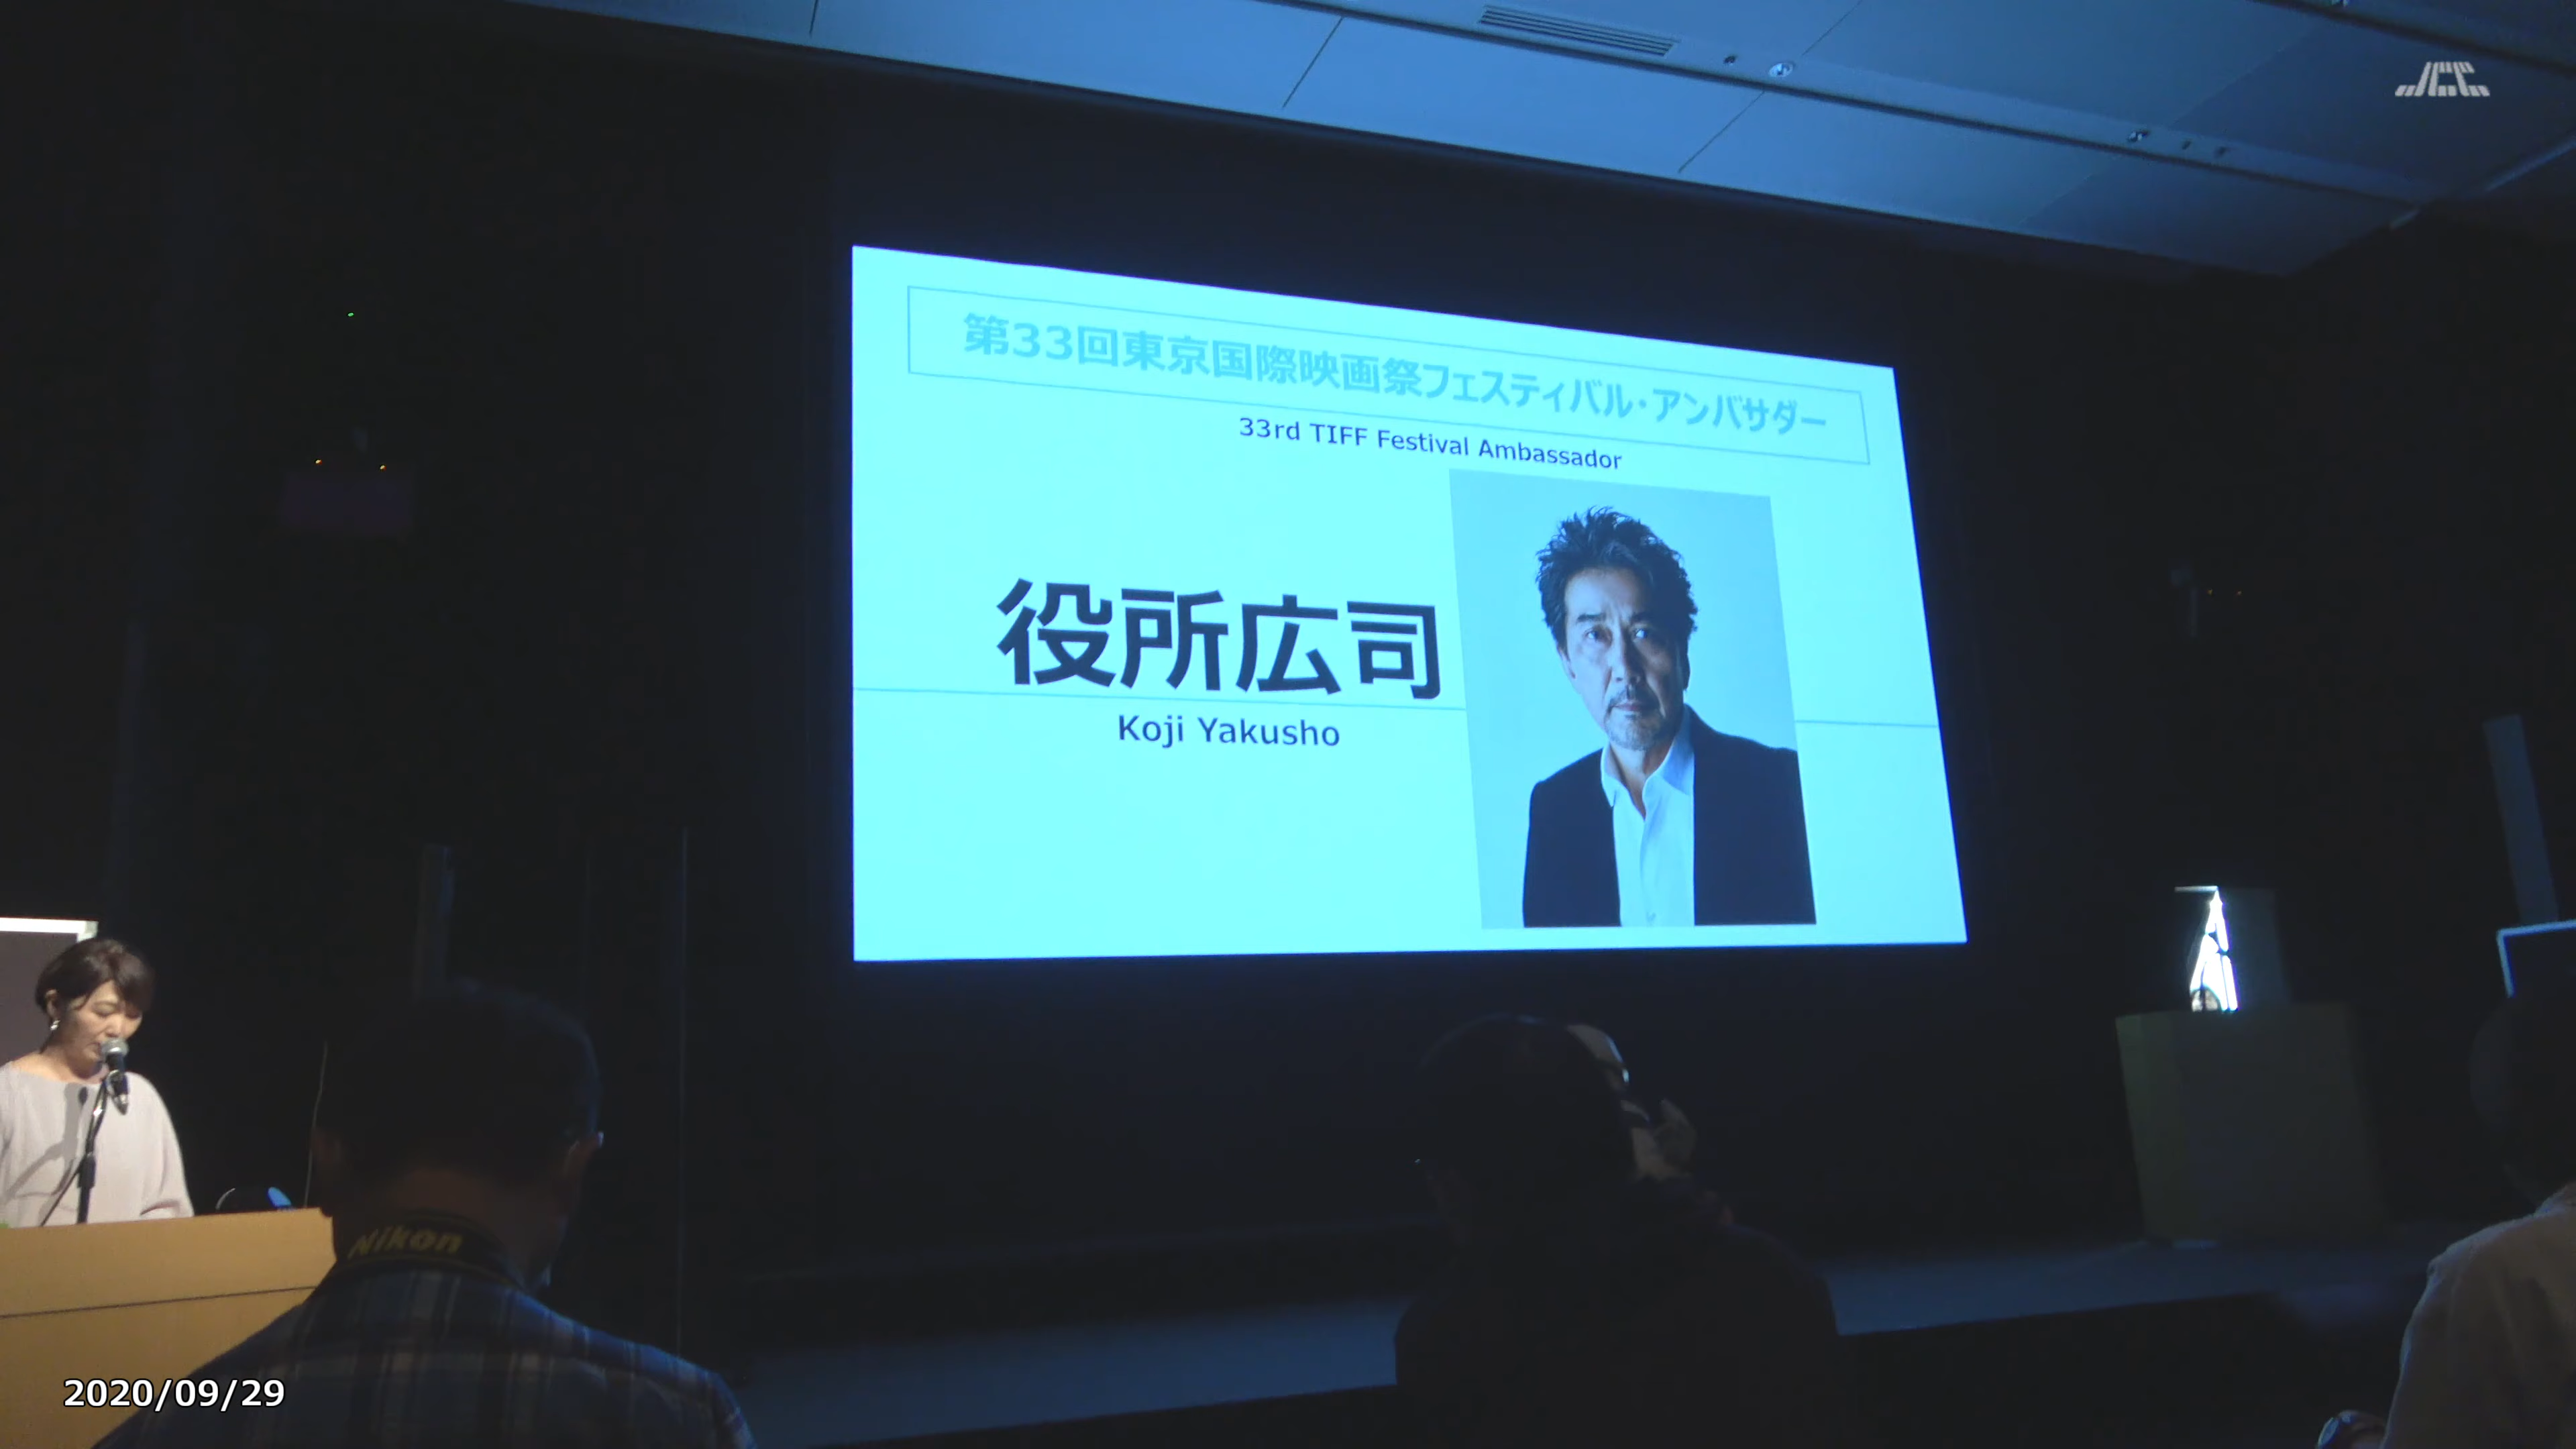 JCC
第33回東京国際映画祭フェスティバル・アンバサダー
33rd TIFF Festival Ambassador
役所広司
Koji Yakusho
Nikon
2020/09/29